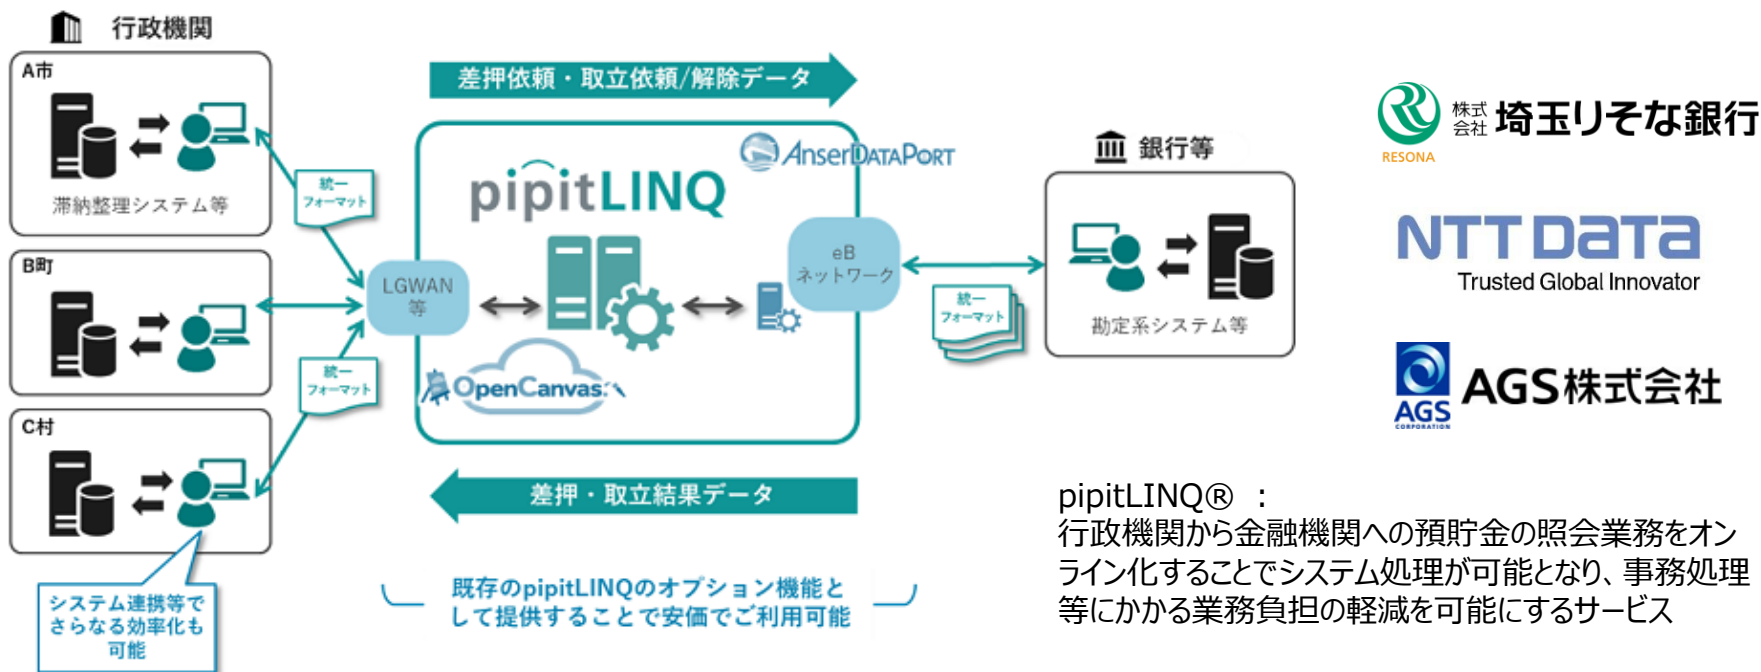 行政機関
A市
滞納整理システム等
B町
C村
システム連携等で
さらなる効率化も
可能
統一
フォーマット
統一
フォーマット
差押依頼・取立依頼/解除データ
pipitLINQ
AnserDATAPORT
LGWAN
等
eB
ネットワーク
OpenCanvas
差押・取立結果データ
既存のpipitLINQのオプション機能と
して提供することで安価でご利用可能
統一
フォーマット
銀行等
勘定系システム等
RESONA
株式
会社
埼玉りそな銀行
NTT DATA
Trusted Global Innovator
AGS
CORPORATION
AGS株式会社
pipitLINQ® :
行政機関から金融機関への預貯金の照会業務をオン
ライン化することでシステム処理が可能となり、事務処理
等にかかる業務負担の軽減を可能にするサービス